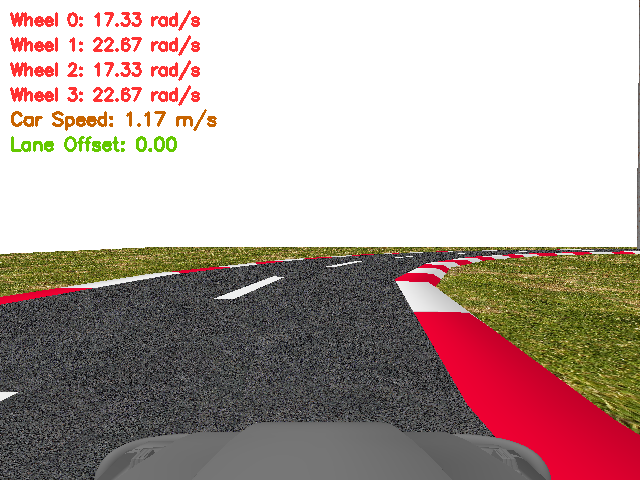 Wheel 0: 17.33 rad/s
Wheel 1: 22.67 rad/s
Wheel 2: 17.33 rad/s
Wheel 3: 22.67 rad/s
Car Speed: 1.17 m/s
Lane Offset: 0.00